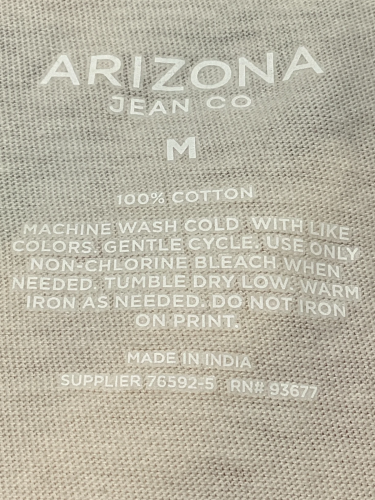 ARIZONA
JEAN CO
M
100% COTTON
MACHINE WASH COLD WITH LIKE
COLORS. GENTLE CYCLE. USE ONLY
NON-CHLORINE BLEACH WHEN
NEEDED. TUMBLE DRY LOW. WARM
IRON AS NEEDED. DO NOT IRON
ON PRINT.
MADE IN INDIA
SUPPLIER 76592-5 RN# 93677